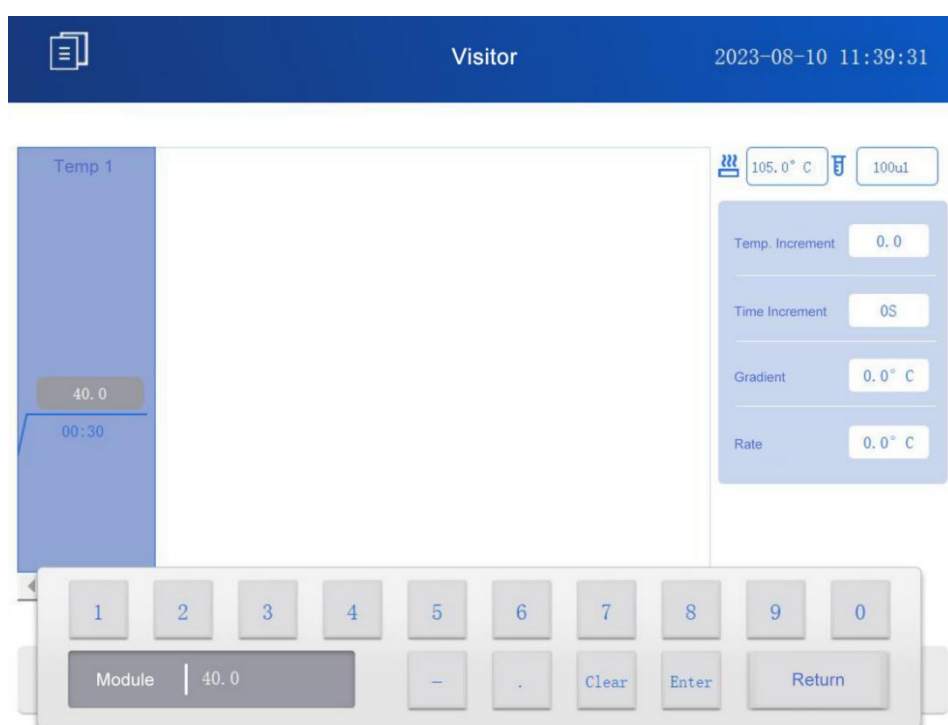 Visitor
2023-08-10 11:39:31
Temp 1
105.0° C
100ul
Temp. Increment
0.0
Time Increment
0S
Gradient
0.0° C
Rate
0.0° C
40.0
00:30
1 2 3 4 5 6 7 8 9 0
Module 40.0 - . Clear Enter Return